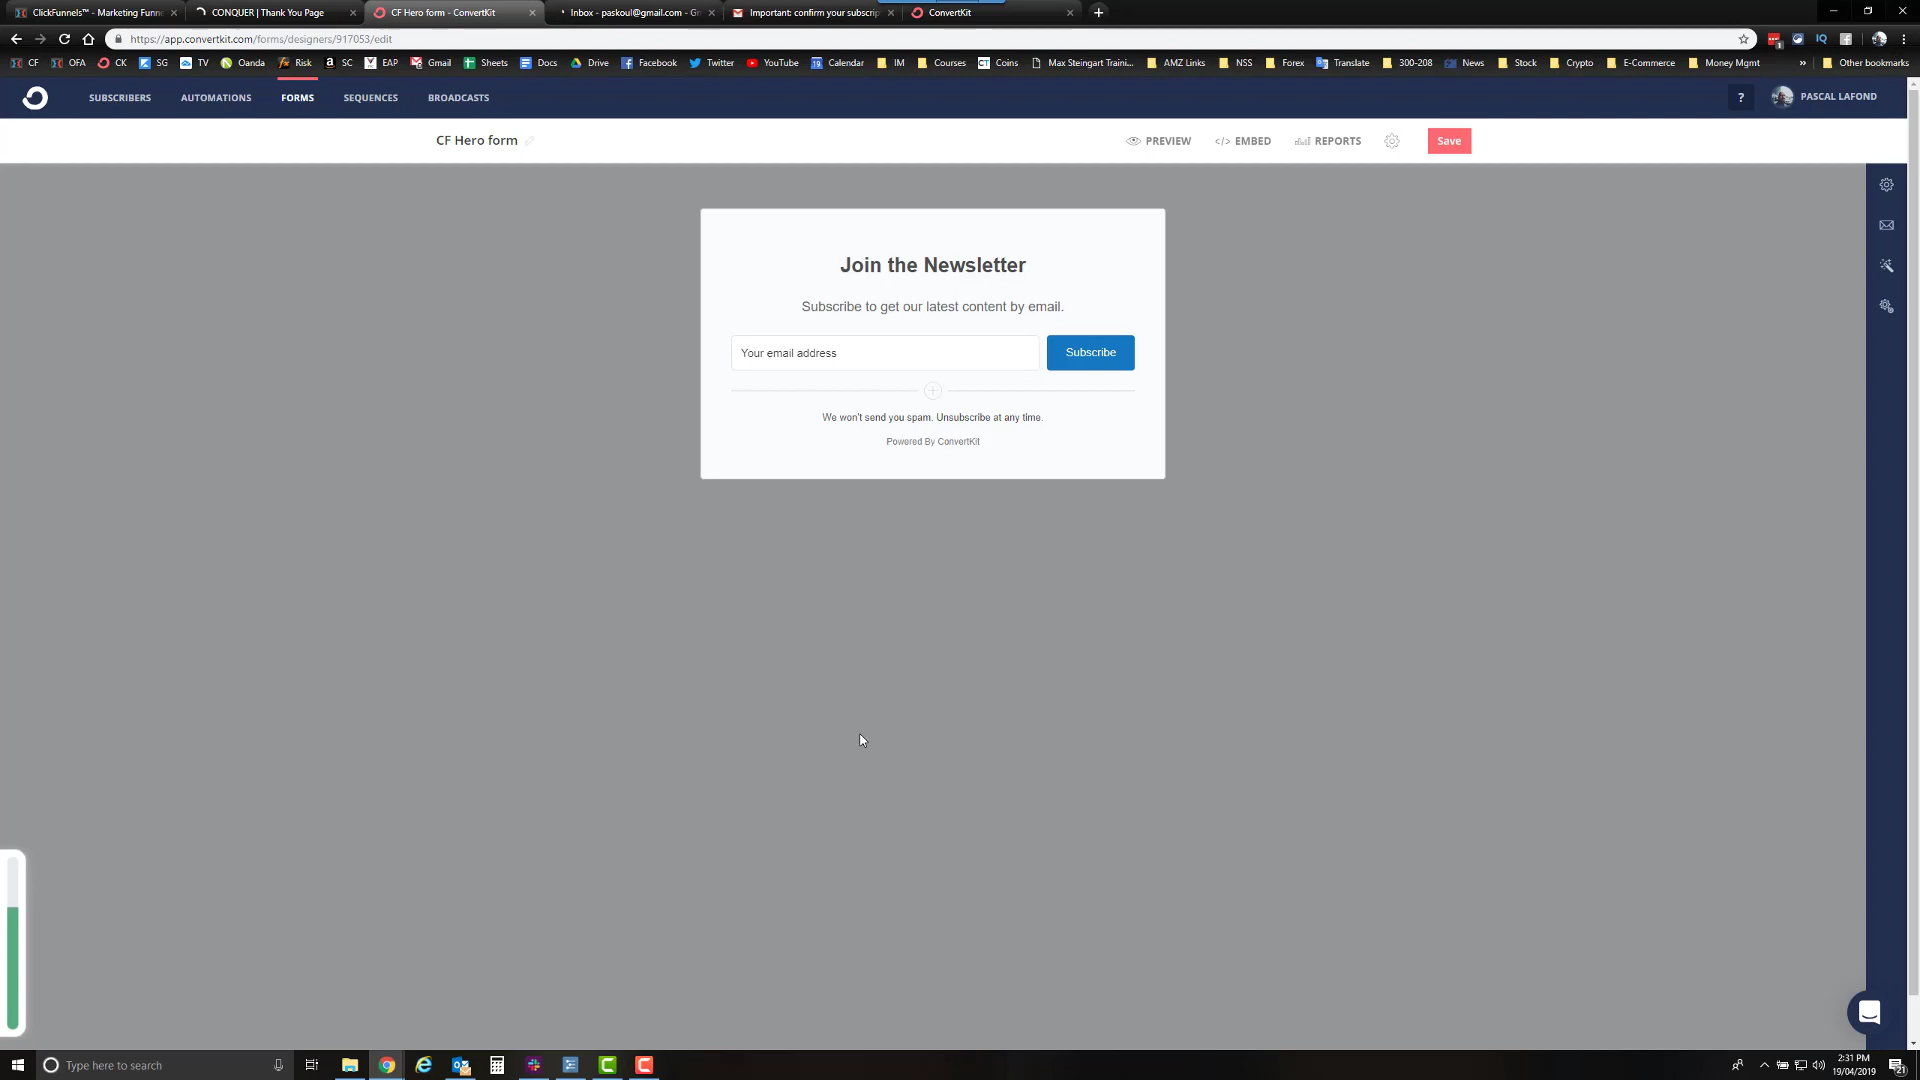 ClickFunnels™ - Marketing Funne
CONQUER | Thank You Page
CF Hero form - ConvertKit
Inbox - paskoul@gmail.com - Gm
Important: confirm your subscrip
ConvertKit
https://app.convertkit.com/forms/designers/917053/edit
CF OFA CK SG TV Oanda Risk SC EAP Gmail Sheets Docs Drive Facebook Twitter YouTube Calendar IM Courses Coins Max Steingart Traini... AMZ Links NSS Forex Translate 300-208 News Stock Crypto E-Commerce Money Mgmt » Other bookmarks
SUBSCRIBERS AUTOMATIONS FORMS SEQUENCES BROADCASTS ? PASCAL LAFOND
CF Hero form PREVIEW </> EMBED REPORTS Save
Join the Newsletter
Subscribe to get our latest content by email.
Your email address Subscribe
We won't send you spam. Unsubscribe at any time.
Powered By ConvertKit
Type here to search
2:31 PM
19/04/2019
21